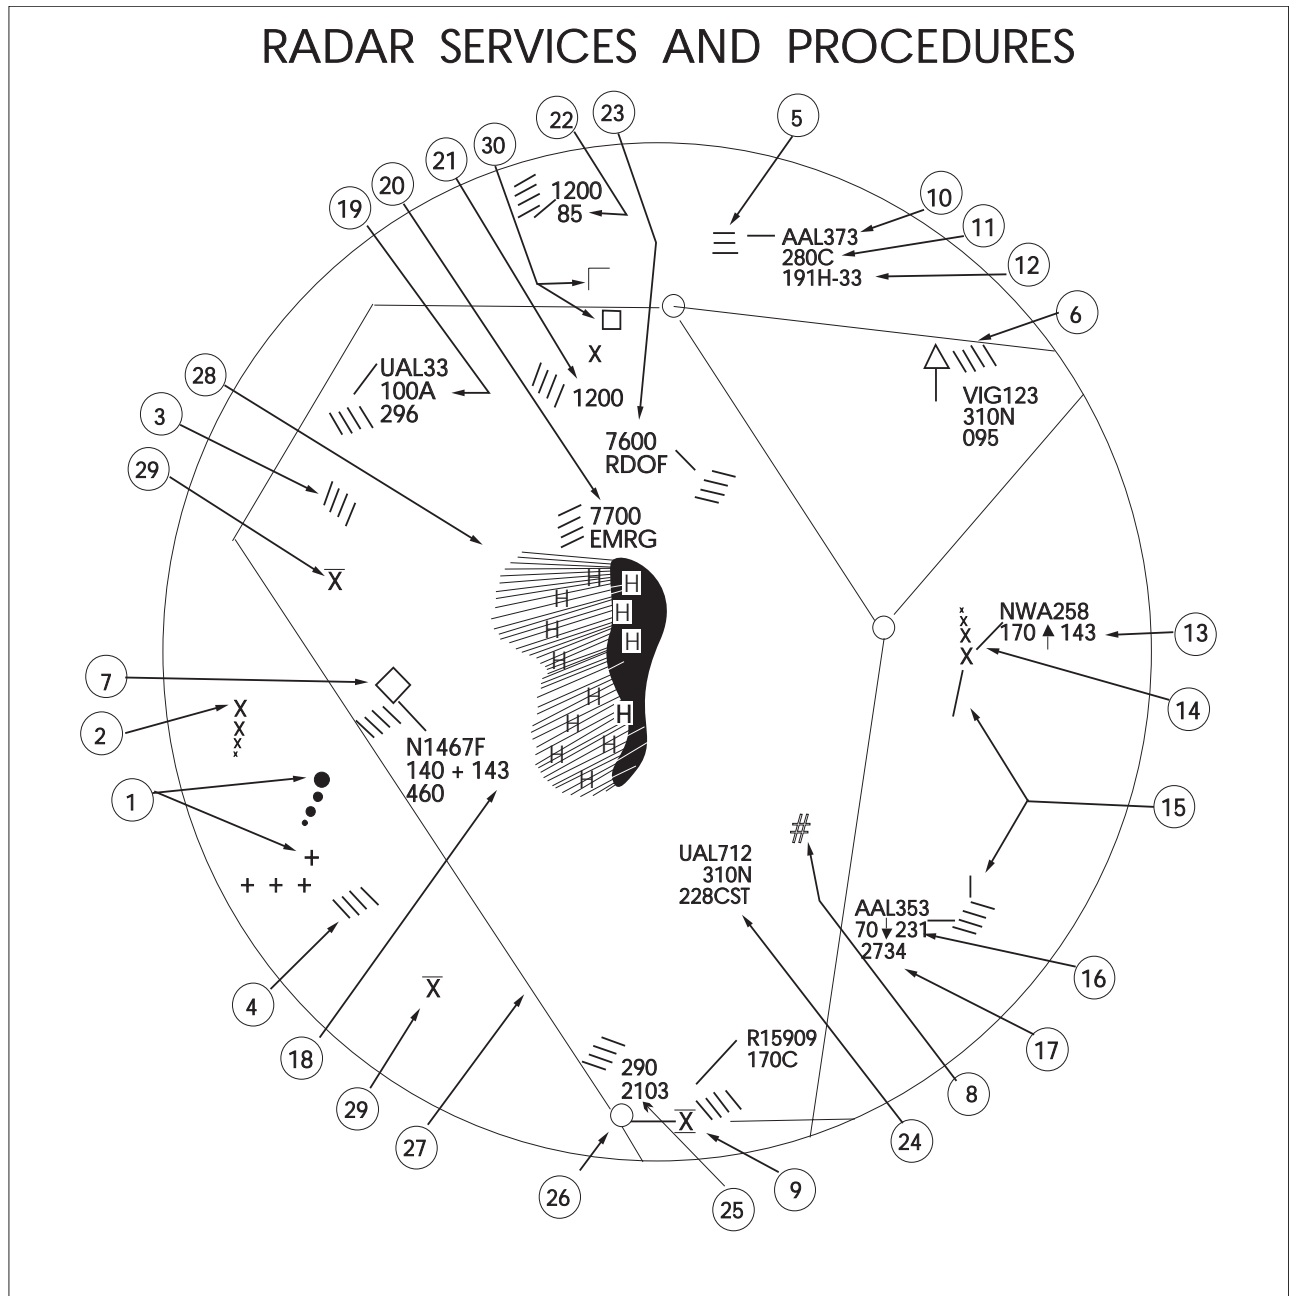 RADAR SERVICES AND PROCEDURES
23
22
5
30
21
20
19
1200
85
10
AAL373
280C
191H-33
11
12
6
X
UAL33
100A
296
1200
28
3
29
VIG123
310N
095
7600
RDOF
7700
EMRG
X
H H
H H
H H
H
H
H H
H H
H
X
X
X
X
NWA258
170 143
13
14
7
2
X
X
X
X
N1467F
140 + 143
460
1
+
+ + +
15
#
UAL712
310N
228CST
AAL353
70 231
2734
16
4
X
18
17
29
27
R15909
170C
290
2103
X
8
24
26
25
9